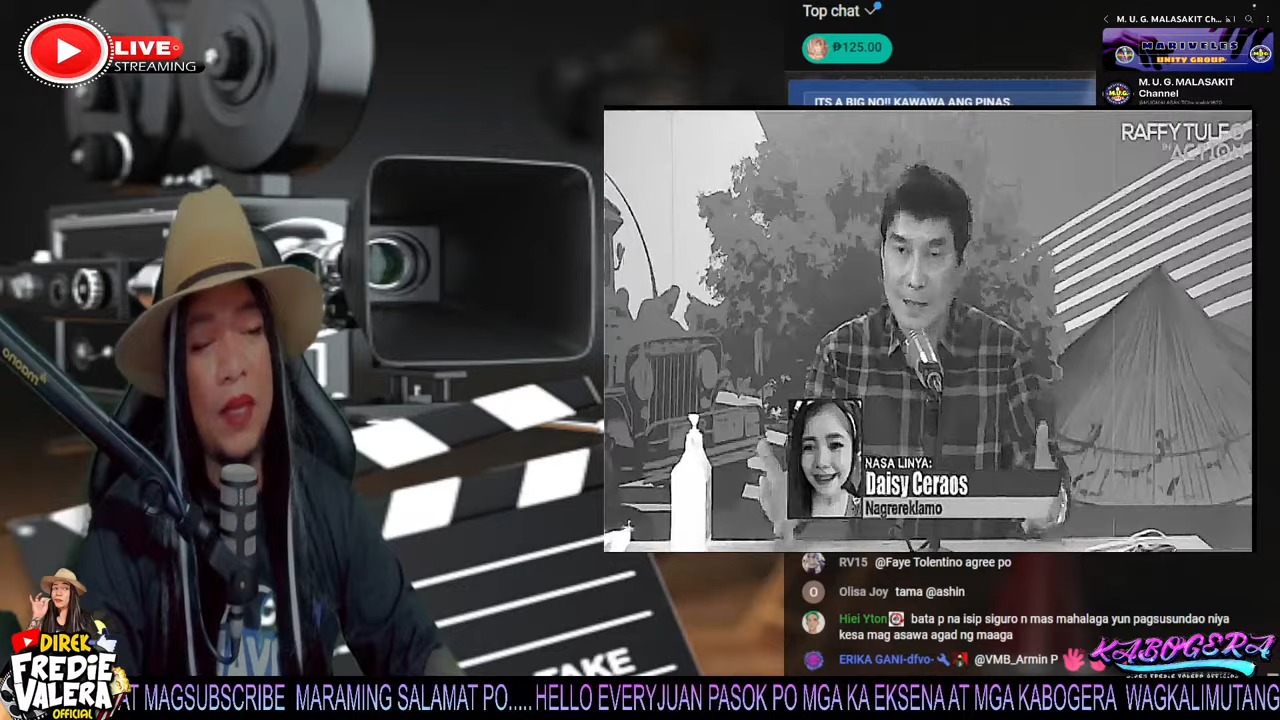 LIVE
STREAMING
Top chat
₱125.00
M. U. G. MALASAKIT Ch...
MARIVELES
UNITY GROUP
M. U. G. MALASAKIT
Channel
ITS A BIG NO!! KAWAWA ANG PINAS.
RAFFY TULFO
IN
ACTION
maono
NASA LINYA:
Daisy Ceraos
Nagrereklamo
TAKE
RV15 @Faye Tolentino agree po
O Olisa Joy tama @ashin
Hiei Yton bata p na isip siguro n mas mahalaga yun pagsusundao niya
kesa mag asawa agad ng maaga
ERIKA GANI-dfvo- @VMB_Armin P
KABOGERA
DIREK
FREDIE
VALERA
OFFICIAL
AT MAGSUBSCRIBE MARAMING SALAMAT PO..... HELLO EVERYJUAN PASOK PO MGA KA EKSENA AT MGA KABOGERA WAGKALIMUTANG